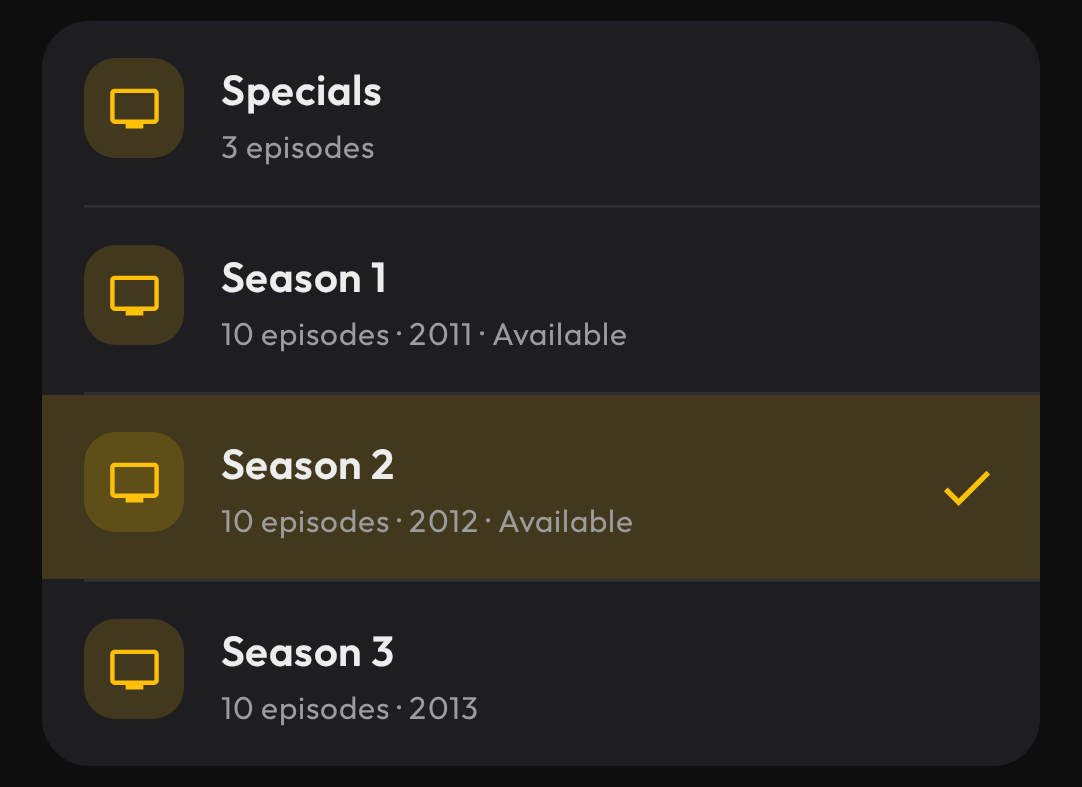 Specials
3 episodes
Season 1
10 episodes · 2011 · Available
Season 2
10 episodes · 2012 · Available
Season 3
10 episodes · 2013